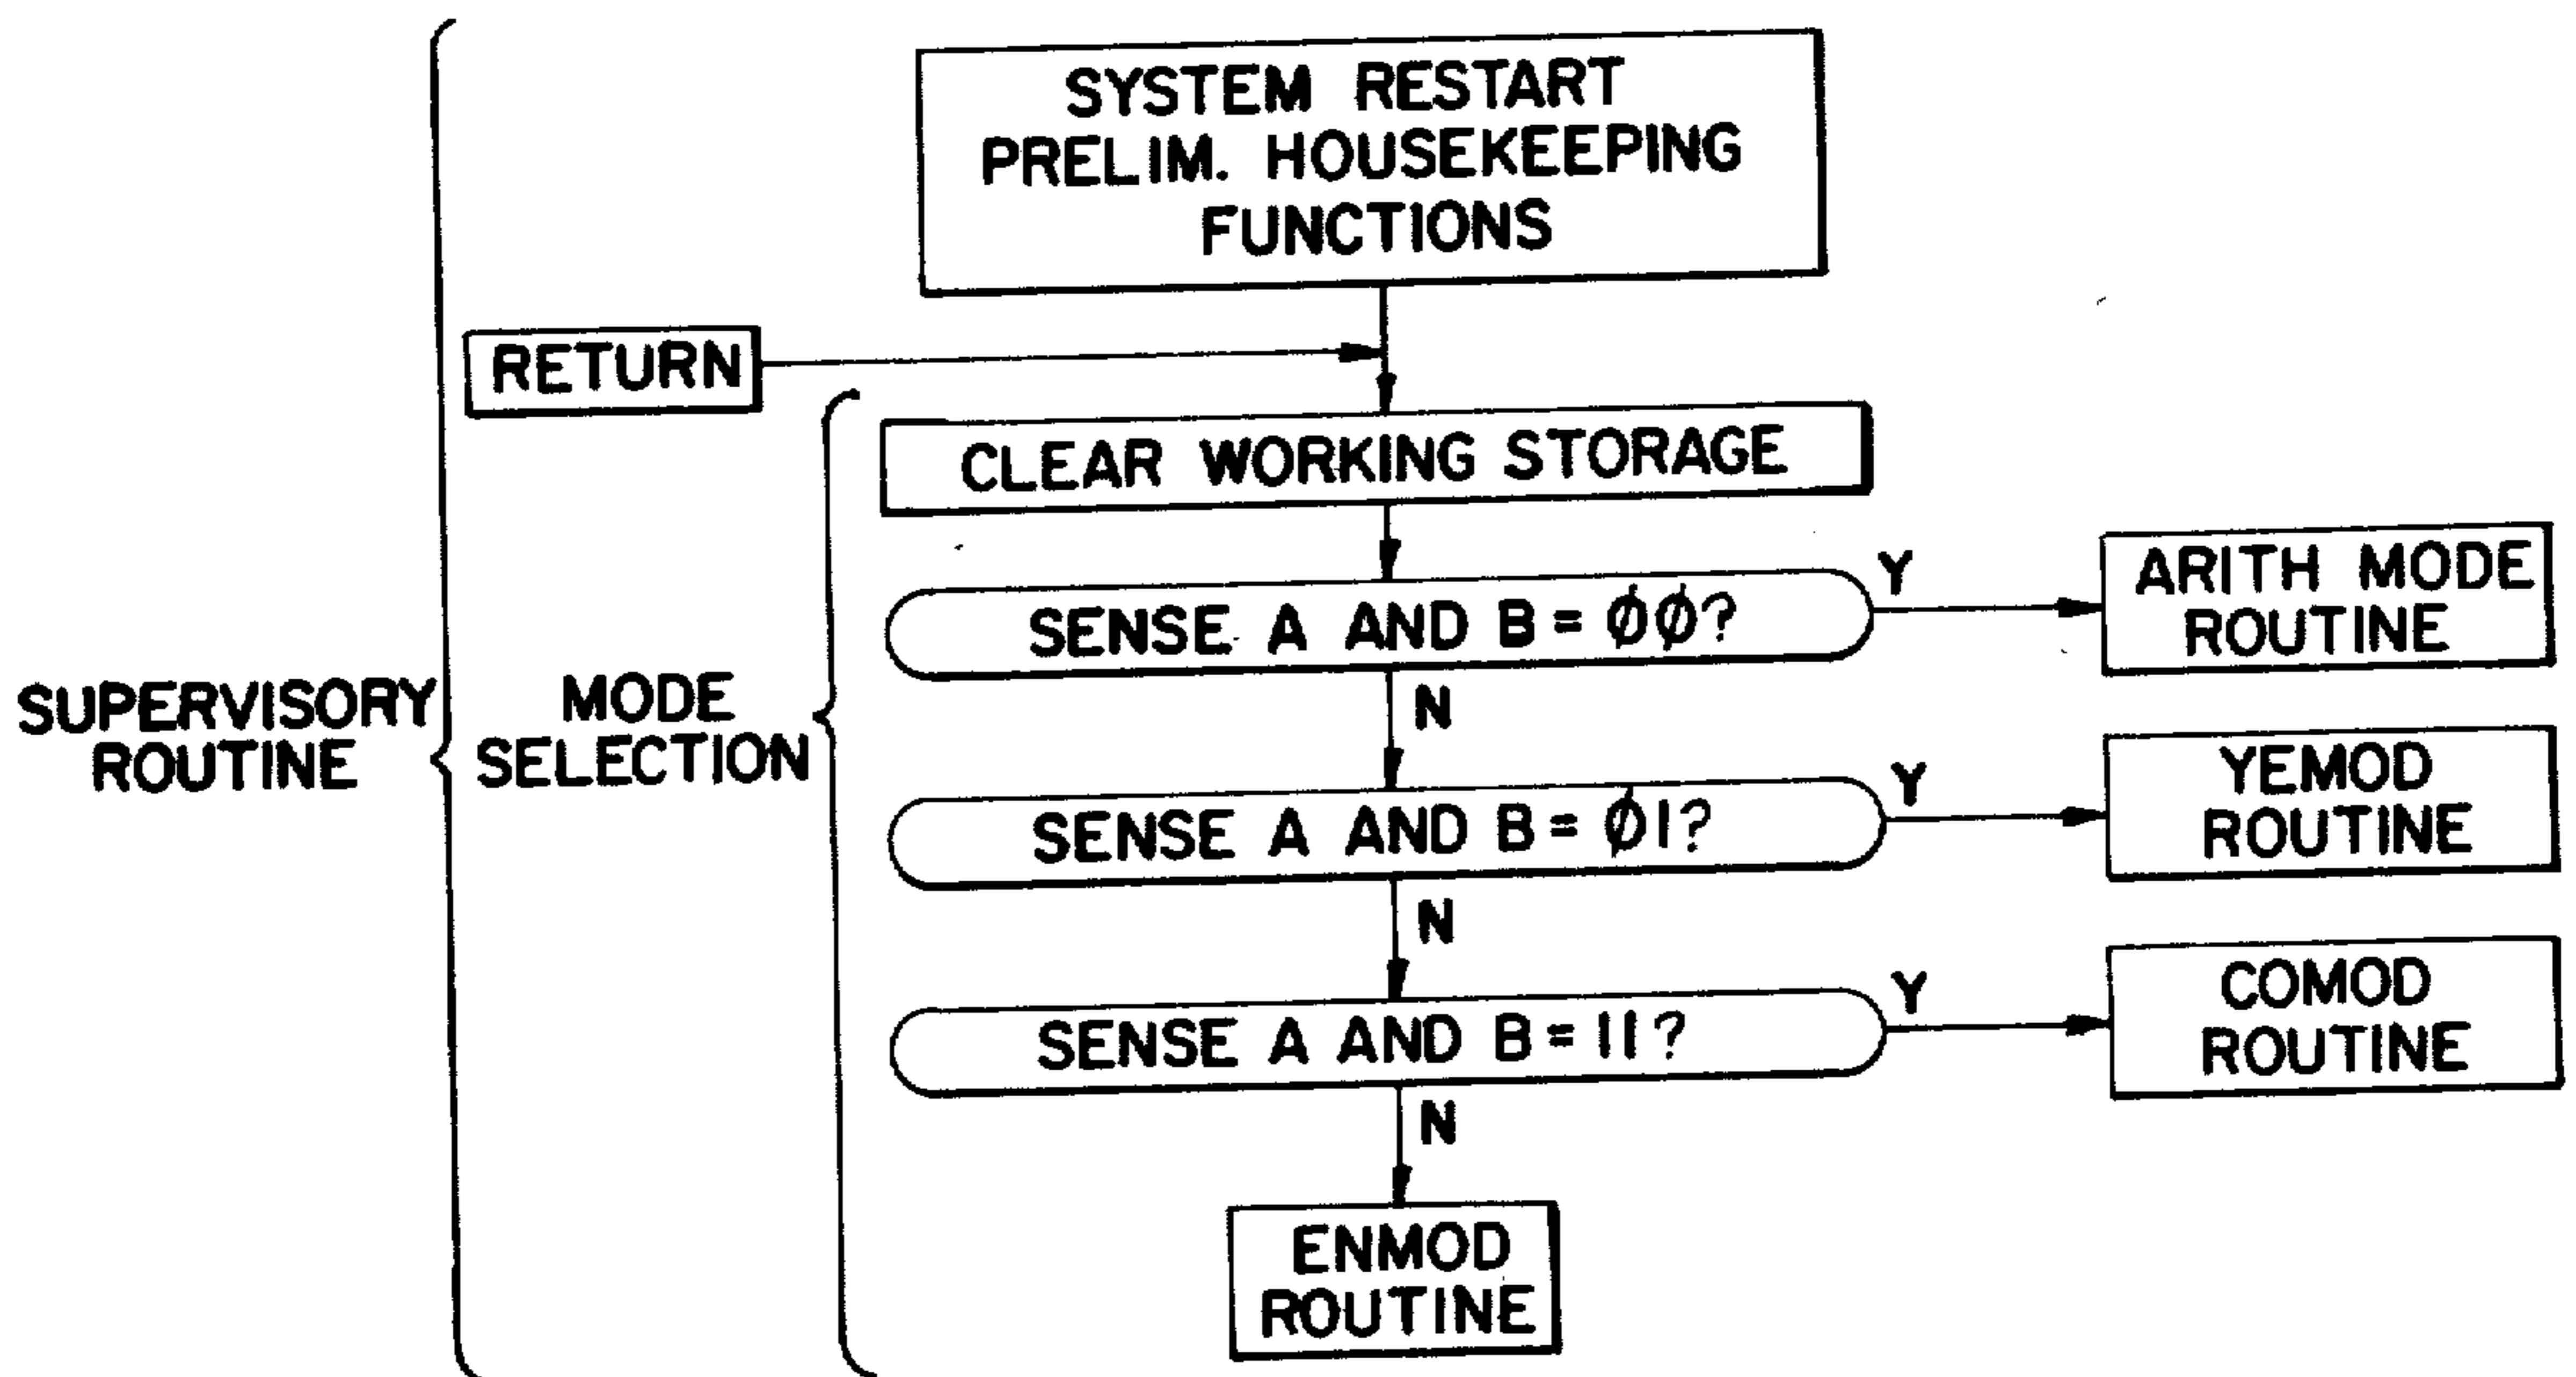 SYSTEM RESTART
PRELIM. HOUSEKEEPING
FUNCTIONS
RETURN
CLEAR WORKING STORAGE
SENSE A AND B = ØØ?
Y
ARITH MODE
ROUTINE
N
SUPERVISORY
ROUTINE
MODE
SELECTION
SENSE A AND B = Ø1?
Y
YEMOD
ROUTINE
N
SENSE A AND B = 11?
Y
COMOD
ROUTINE
N
ENMOD
ROUTINE